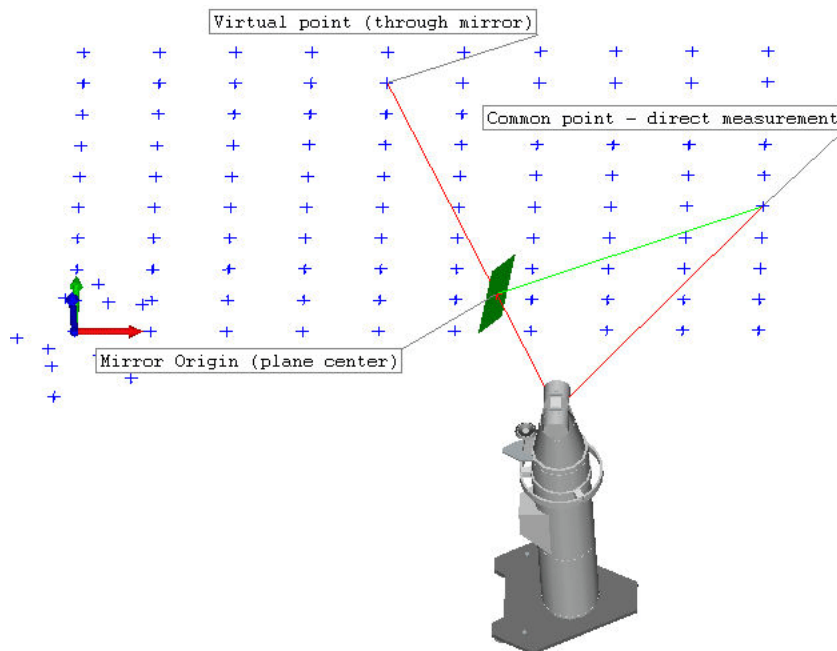 Virtual point (through mirror)
Common point - direct measurement
Mirror Origin (plane center)